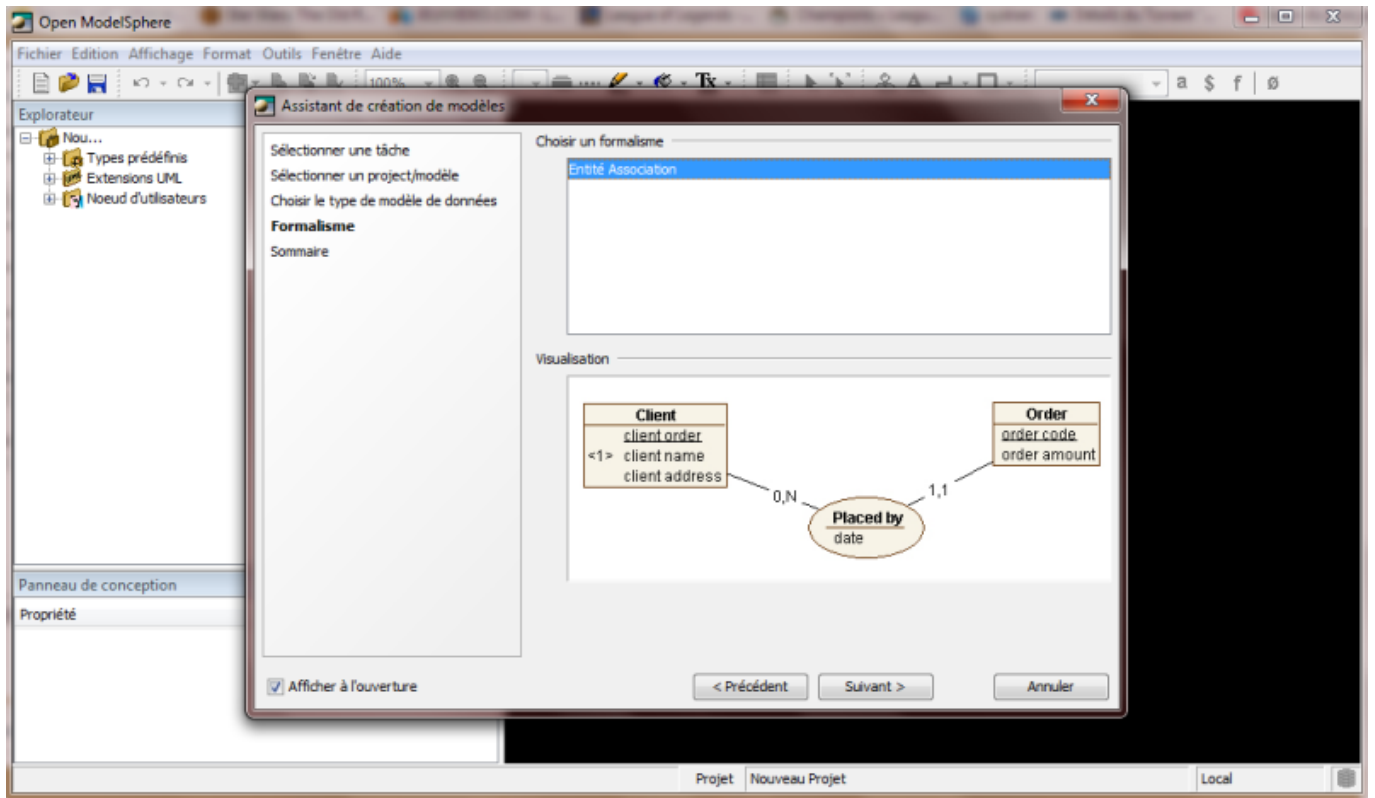 Open ModelSphere
Fichier Edition Affichage Format Outils Fenêtre Aide
100%
Tx
a $ f ø
Explorateur
Nou...
Types prédéfinis
Extensions UML
Noeud d'utilisateurs
Assistant de création de modèles
Sélectionner une tâche
Sélectionner un project/modèle
Choisir le type de modèle de données
Formalisme
Sommaire
Choisir un formalisme
Entité Association
Visualisation
Client
client order
<1> client name
client address
0,N
Placed by
date
1,1
Order
order code
order amount
Afficher à l'ouverture
< Précédent
Suivant >
Annuler
Panneau de conception
Propriété
Projet
Nouveau Projet
Local